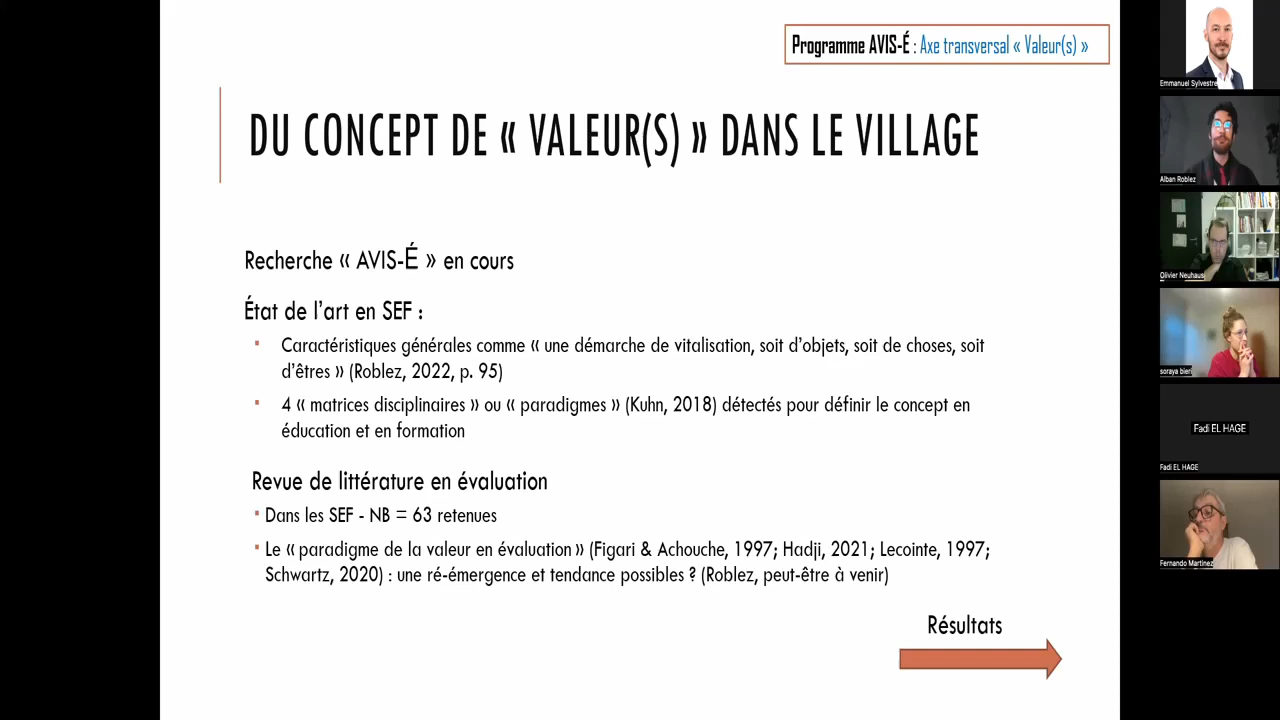 Programme AVIS-É : Axe transversal « Valeur(s) »
DU CONCEPT DE « VALEUR(S) » DANS LE VILLAGE
Recherche « AVIS-É » en cours
État de l’art en SEF :
Caractéristiques générales comme « une démarche de vitalisation, soit d’objets, soit de choses, soit
d’êtres » (Roblez, 2022, p. 95)
4 « matrices disciplinaires » ou « paradigmes » (Kuhn, 2018) détectés pour définir le concept en
éducation et en formation
Revue de littérature en évaluation
Dans les SEF - NB = 63 retenues
Le « paradigme de la valeur en évaluation » (Figari & Achouche, 1997; Hadji, 2021; Lecointe, 1997;
Schwartz, 2020) : une ré-émergence et tendance possibles ? (Roblez, peut-être à venir)
Résultats
Emmanuel Sylvestre
Alban Roblez
Olivier Neuhaus
soraya bieri
Fadi EL HAGE
Fadi EL HAGE
Fernando Martinez